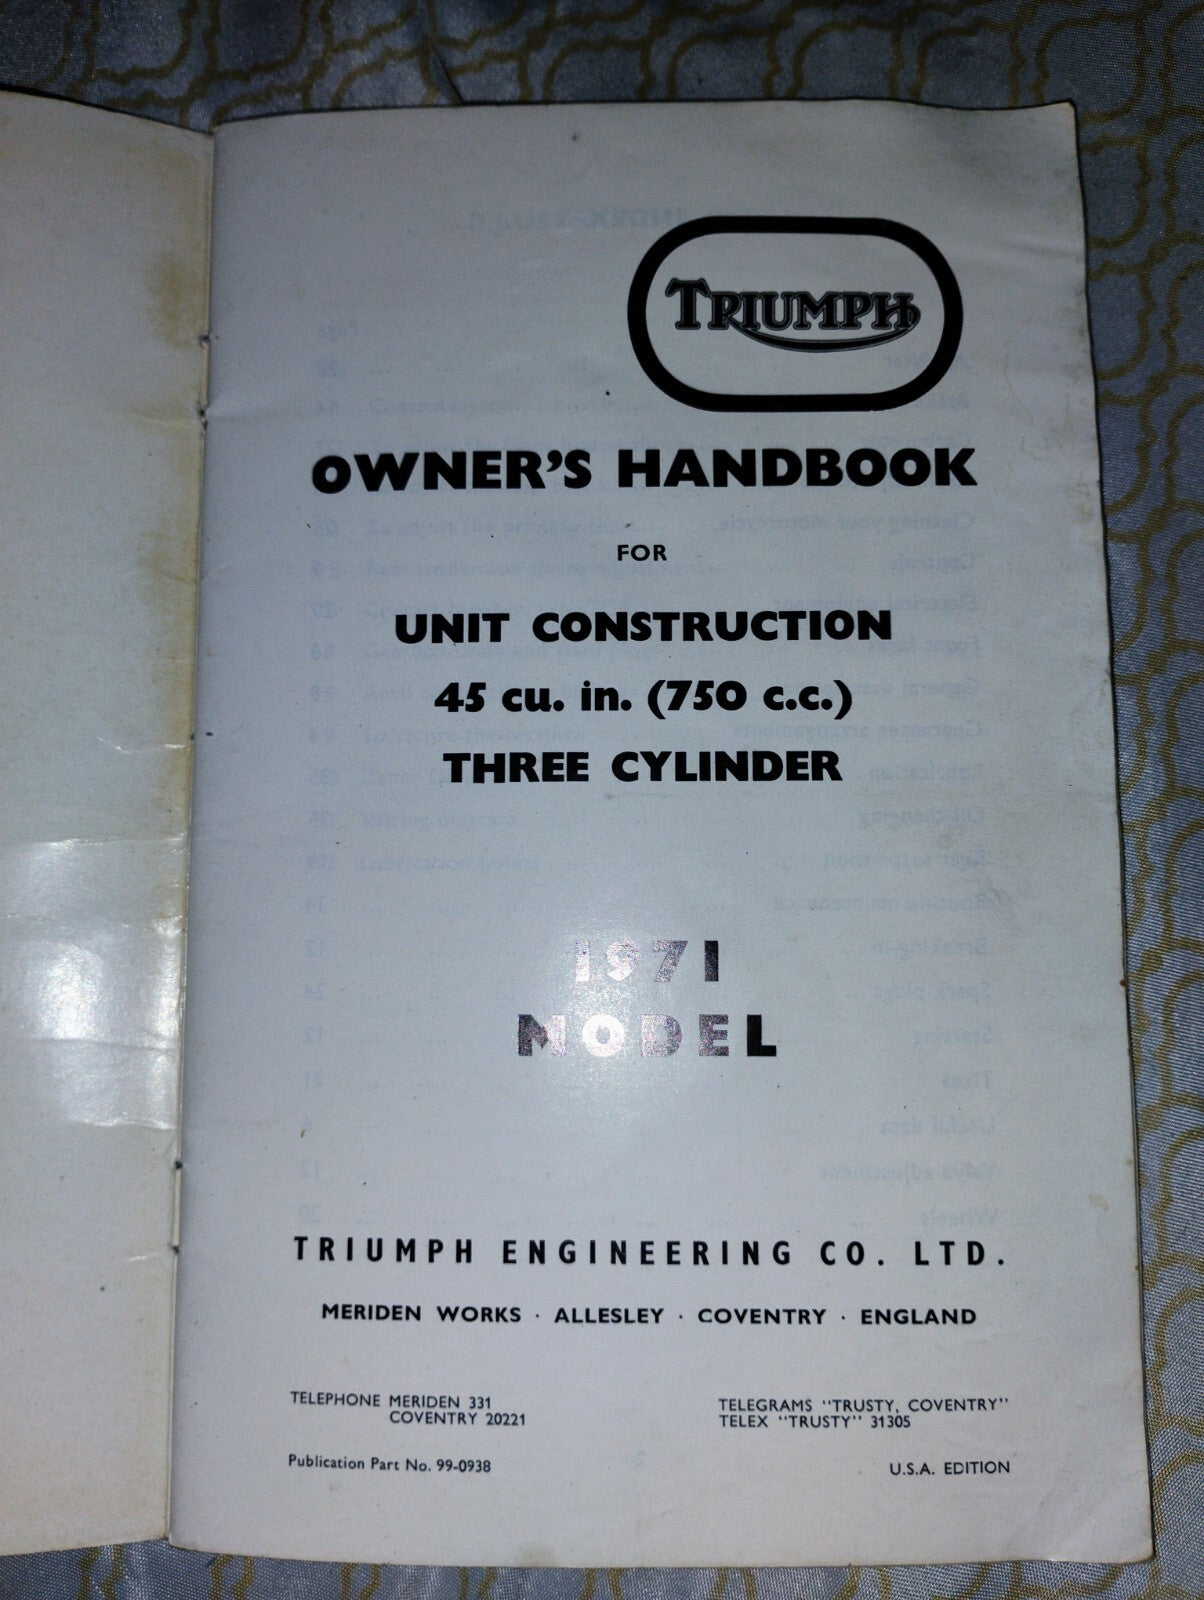 TRIUMPH
OWNER'S HANDBOOK
FOR
UNIT CONSTRUCTION
45 cu. in. (750 c.c.)
THREE CYLINDER
1971
MODEL
TRIUMPH ENGINEERING CO. LTD.
MERIDEN WORKS · ALLESLEY · COVENTRY · ENGLAND
TELEPHONE MERIDEN 331
COVENTRY 20221
TELEGRAMS "TRUSTY, COVENTRY"
TELEX "TRUSTY" 31305
Publication Part No. 99-0938
U.S.A. EDITION